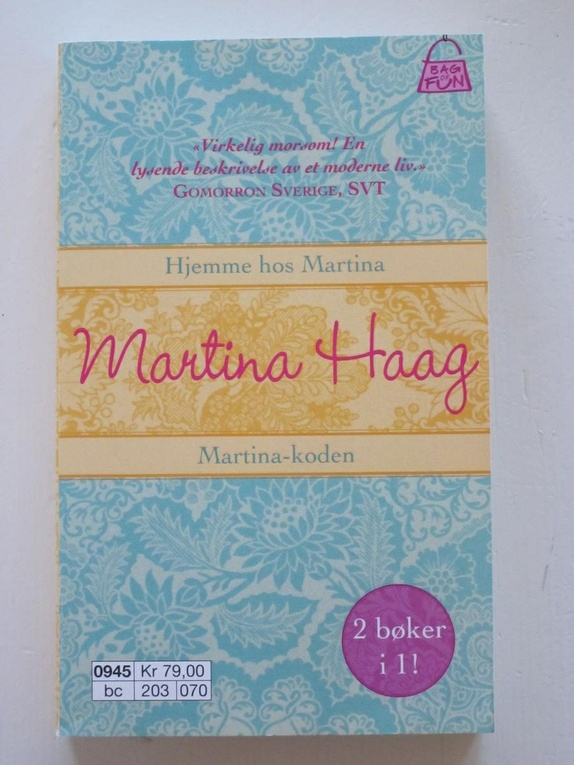 BAG
OF
FUN
«Virkelig morsom! En
lysende beskrivelse av et moderne liv.»
GOMORRON SVERIGE, SVT
Hjemme hos Martina
Martina Haag
Martina-koden
2 bøker
i 1!
0945 Kr 79,00
bc 203 070